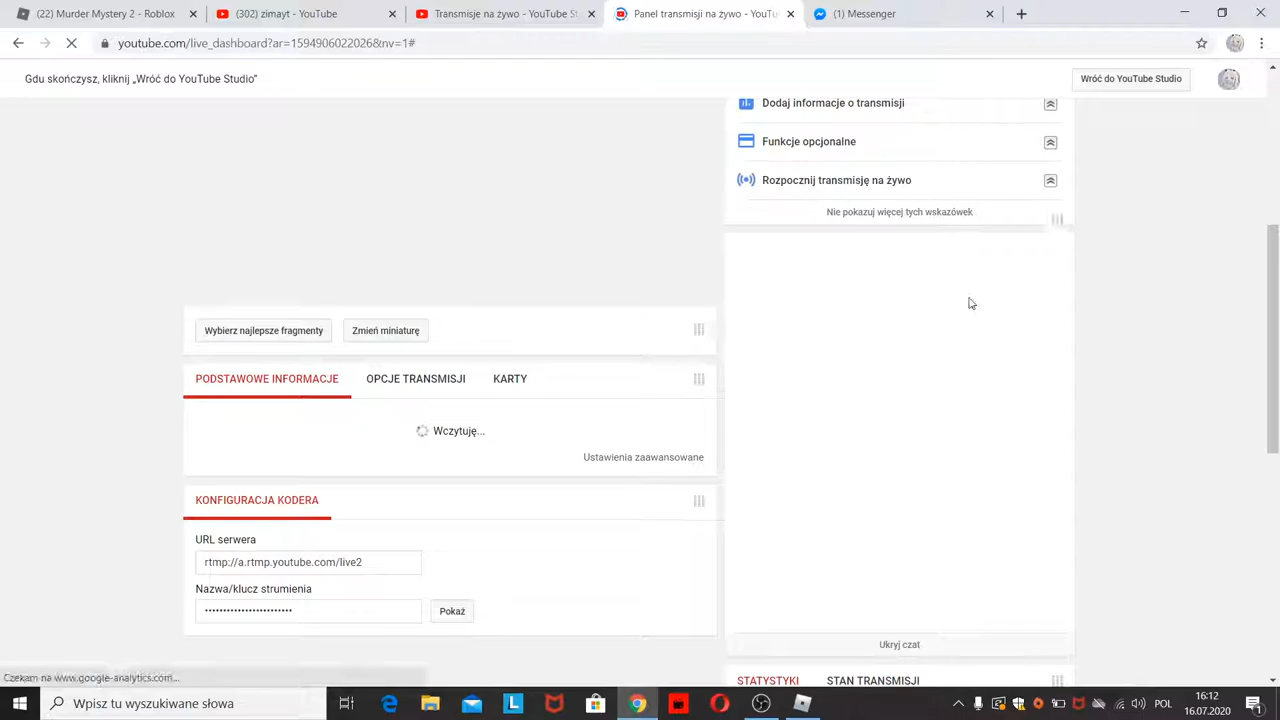 (22) Murder Mystery 2 - Roblox
(302) zimayt - YouTube
Transmisje na żywo - YouTube St
Panel transmisji na żywo - YouTu
(1) Messenger
youtube.com/live_dashboard?ar=1594906022026&nv=1#
Gdu skończysz, kliknij „Wróć do YouTube Studio”
Wróć do YouTube Studio
Dodaj informacje o transmisji
Funkcje opcjonalne
Rozpocznij transmisję na żywo
Nie pokazuj więcej tych wskazówek
Wybierz najlepsze fragmenty
Zmień miniaturę
PODSTAWOWE INFORMACJE
OPCJE TRANSMISJI
KARTY
Wczytuję...
Ustawienia zaawansowane
KONFIGURACJA KODERA
URL serwera
rtmp://a.rtmp.youtube.com/live2
Nazwa/klucz strumienia
Pokaż
Ukryj czat
STATYSTYKI
STAN TRANSMISJI
Czekam na www.google-analytics.com...
Wpisz tu wyszukiwane słowa
POL
16:12
16.07.2020